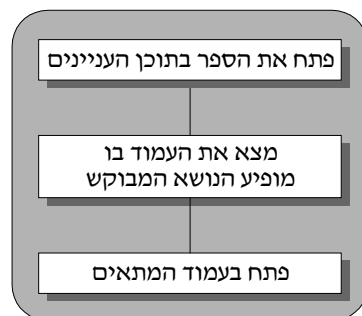 פתח את הספר בתוכן העניינים
מצא את העמוד בו
מופיע הנושא המבוקש
פתח בעמוד המתאים